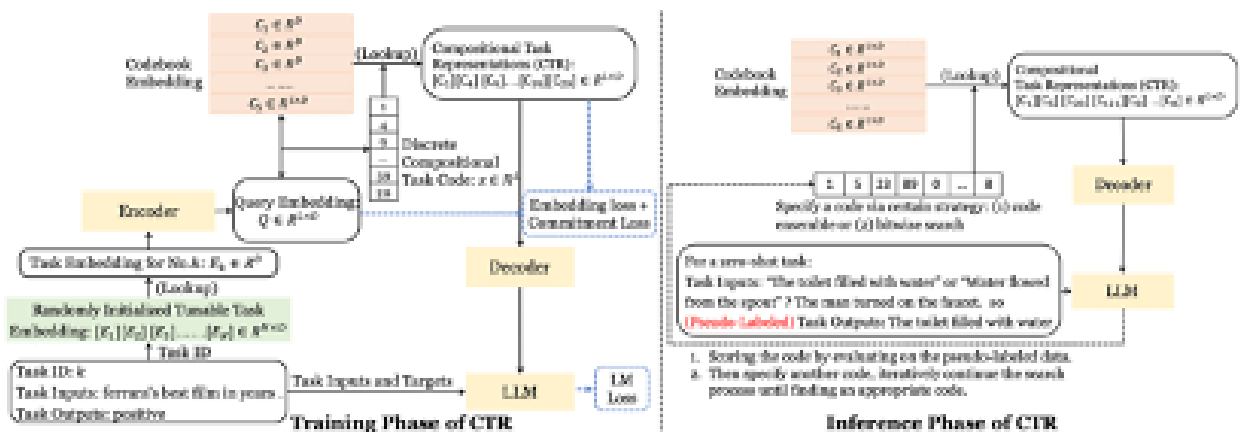 Codebook
Embedding
(Lookup)
Compositional Task
Representations (CTR):
Discrete
Compositional
Task Code:
Encoder
Query Embedding:
Embedding loss +
Commitment Loss
Decoder
Task Embedding for No.k:
(Lookup)
Randomly Initialized Tunable Task
Embedding:
Task ID
Task ID: k
Task Inputs: ferrara's best film in years
Task Outputs: positive
Task Inputs and Targets
LLM
LM
Loss
Training Phase of CTR
Codebook
Embedding
(Lookup)
Compositional
Task Representations (CTR):
Decoder
1 5 23 89 0 ... 8
Specify a code via certain strategy: (1) code
ensemble or (2) bitwise search
For a zero-shot task:
Task Inputs: "The toilet filled with water" or "Water flowed
from the spout" ? The man turned on the faucet. so
(Pseudo-Labeled) Task Outputs: The toilet filled with water
LLM
1. Scoring the code by evaluating on the pseudo-labeled data.
2. Then specify another code, iteratively continue the search
process until finding an appropriate code.
Inference Phase of CTR